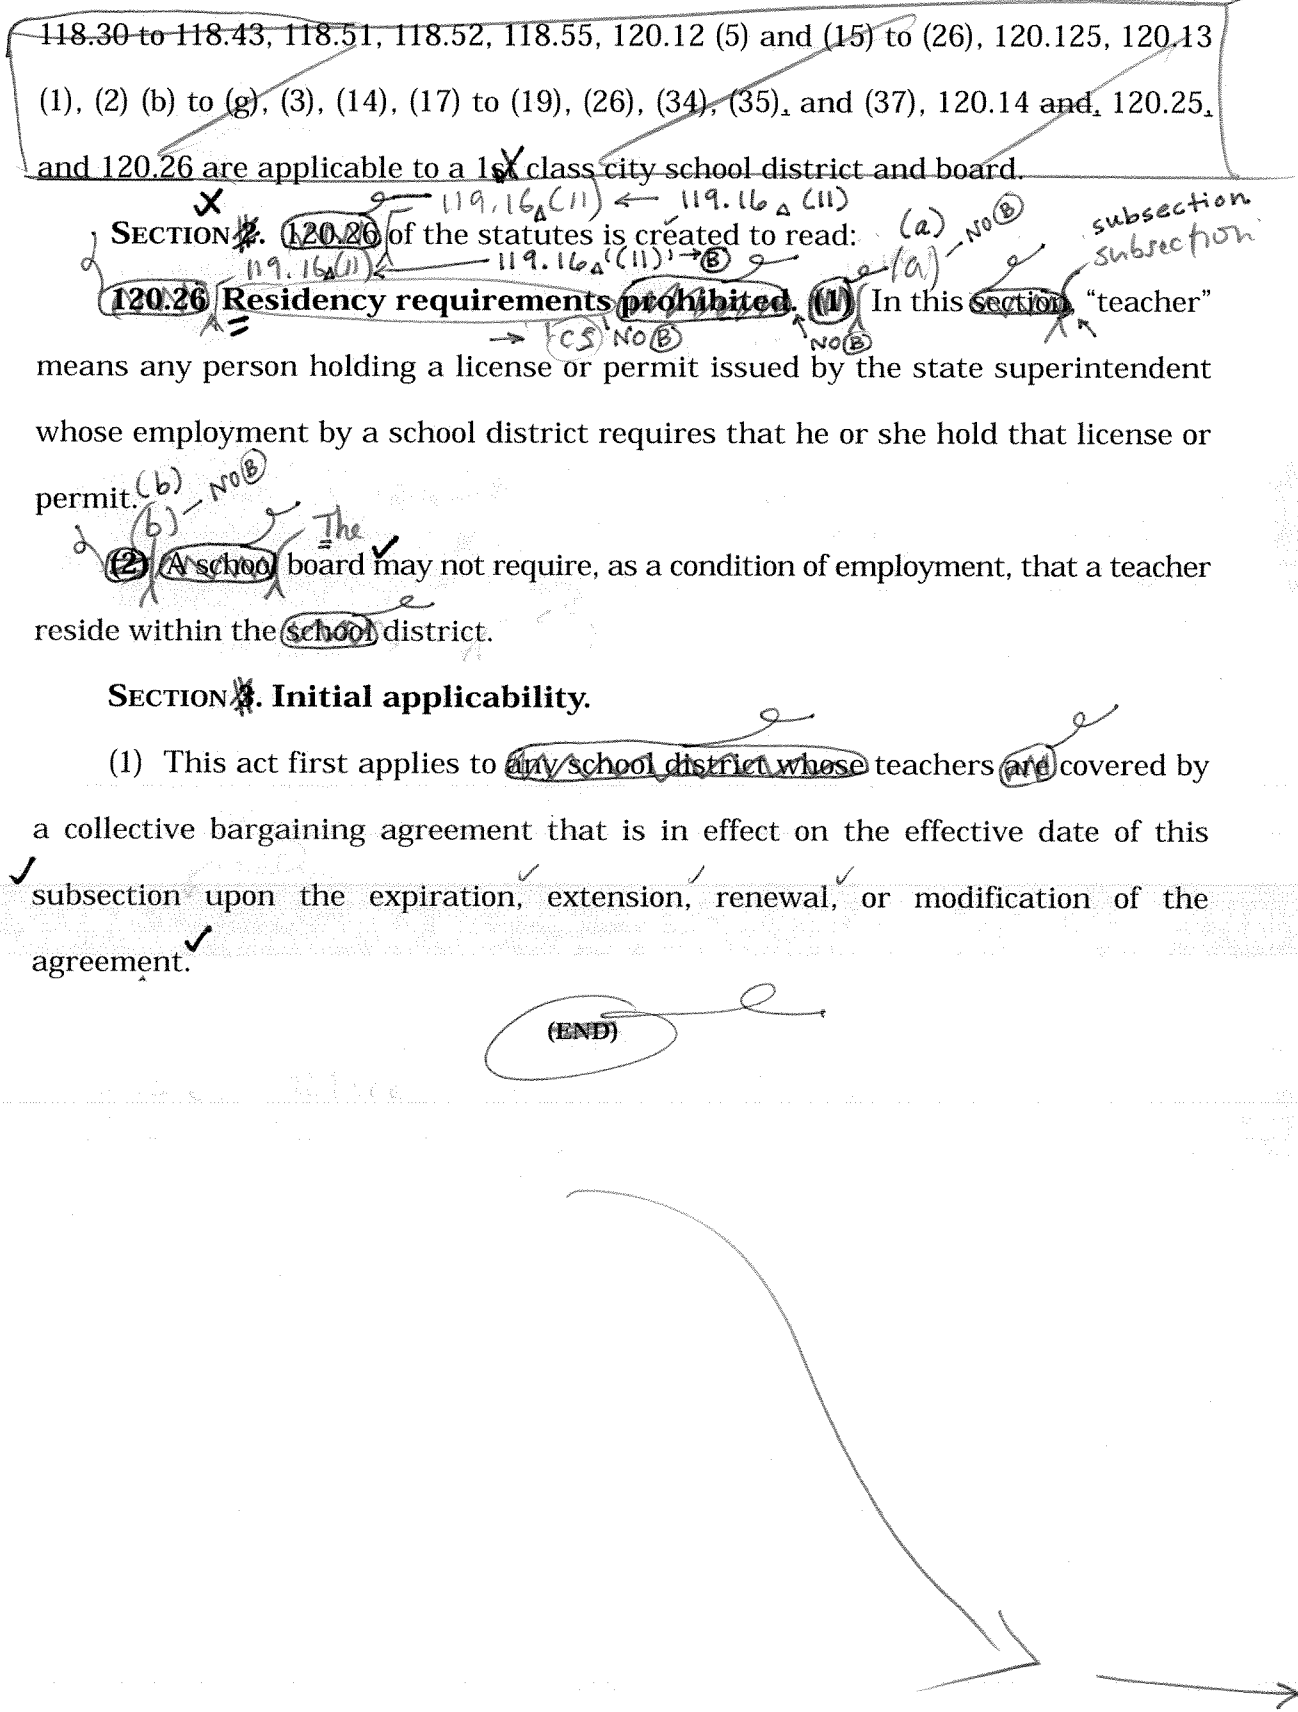 118.30 to 118.43, 118.51, 118.52, 118.55, 120.12 (5) and (15) to (26), 120.125, 120.13
(1), (2) (b) to (g), (3), (14), (17) to (19), (26), (34), (35), and (37), 120.14 and, 120.25,
and 120.26 are applicable to a 1st class city school district and board.
119.16 (11) ← 119.16 (11)
(a) - NO B
subsection
SECTION 2. 120.26 of the statutes is created to read:
subsection
119.16 (11) ← 119.16 (11) → B
(a)
120.26 Residency requirements prohibited. (1) In this section, “teacher”
→ CS NO B
NO B
means any person holding a license or permit issued by the state superintendent
whose employment by a school district requires that he or she hold that license or
permit.
(b)
(b) - NO B
The
(2) A school board may not require, as a condition of employment, that a teacher
reside within the school district.
SECTION 3. Initial applicability.
(1) This act first applies to any school district whose teachers are covered by
a collective bargaining agreement that is in effect on the effective date of this
subsection upon the expiration, extension, renewal, or modification of the
agreement.
(END)